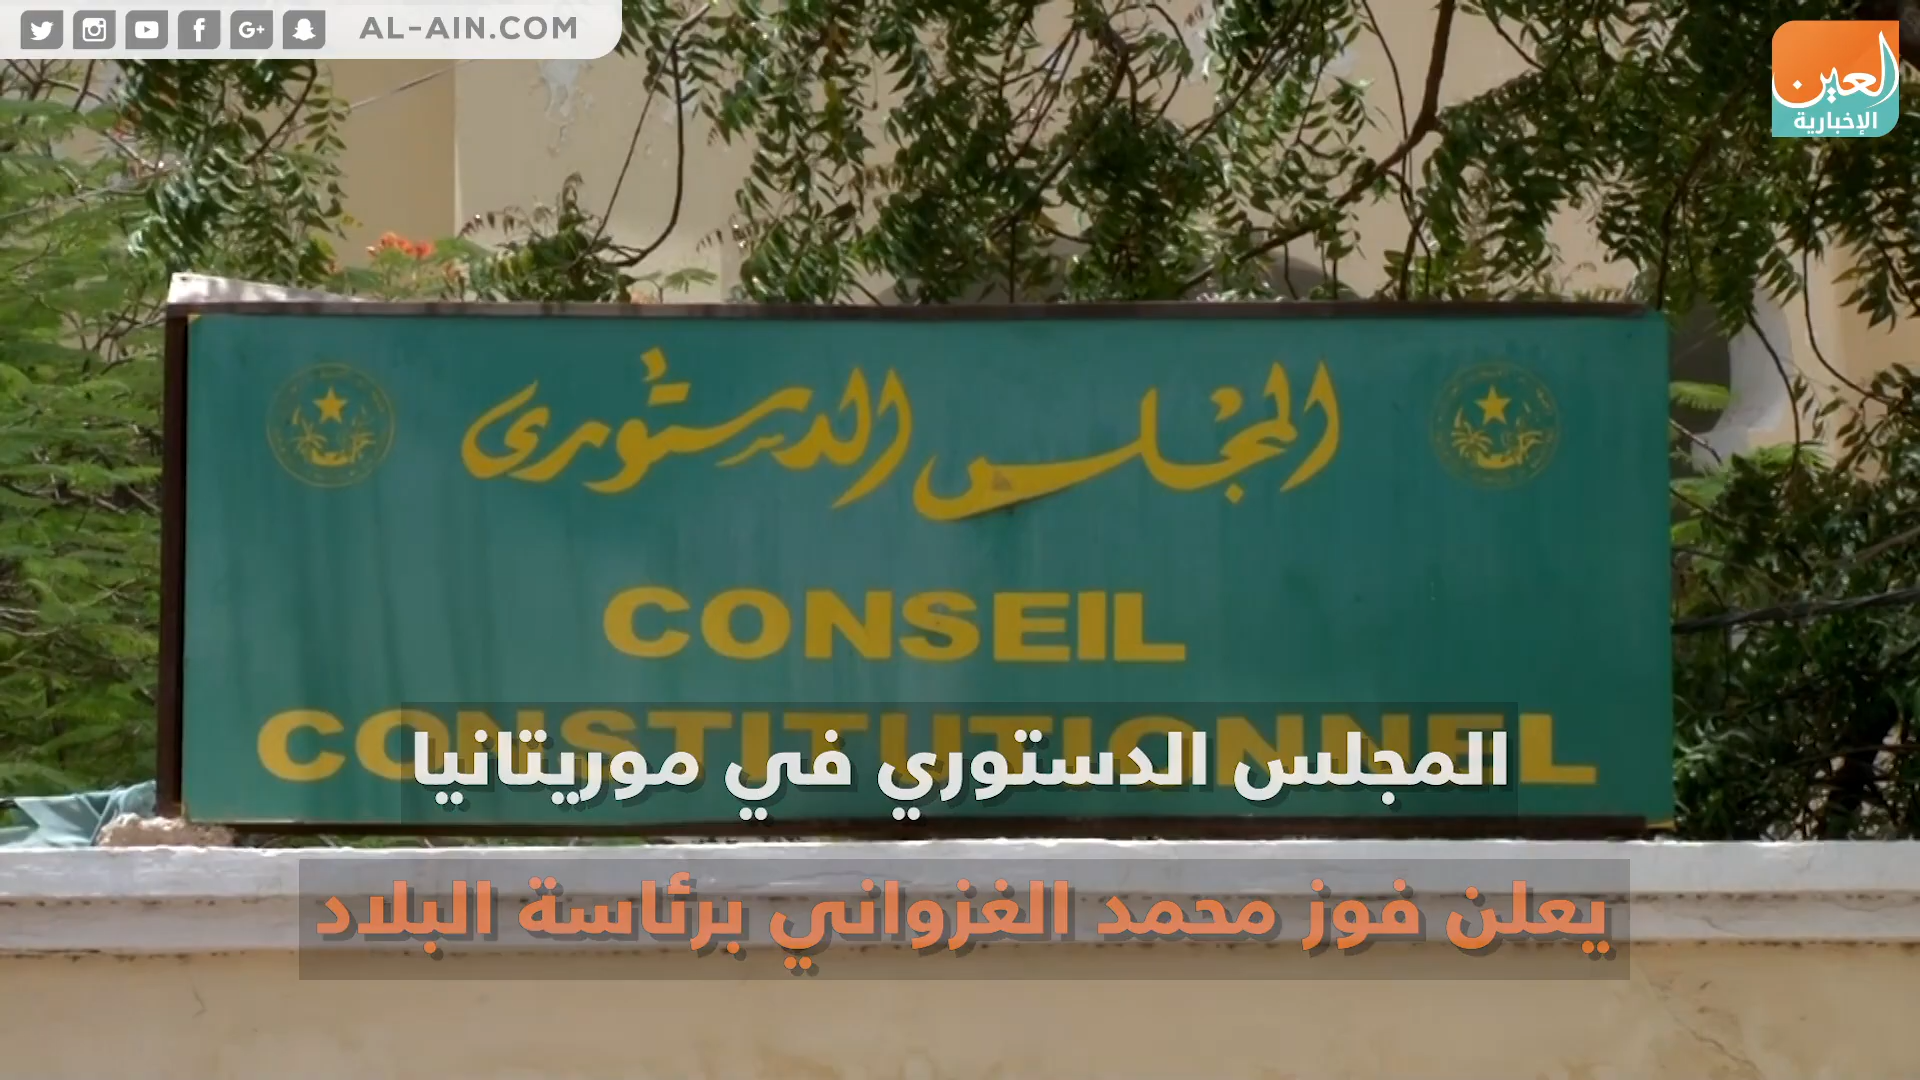 AL-AIN.COM
العين
الإخبارية
المجلس الدستوري
CONSEIL
CONSTITUTIONNEL
المجلس الدستوري في موريتانيا
يعلن فوز محمد الغزواني برئاسة البلاد